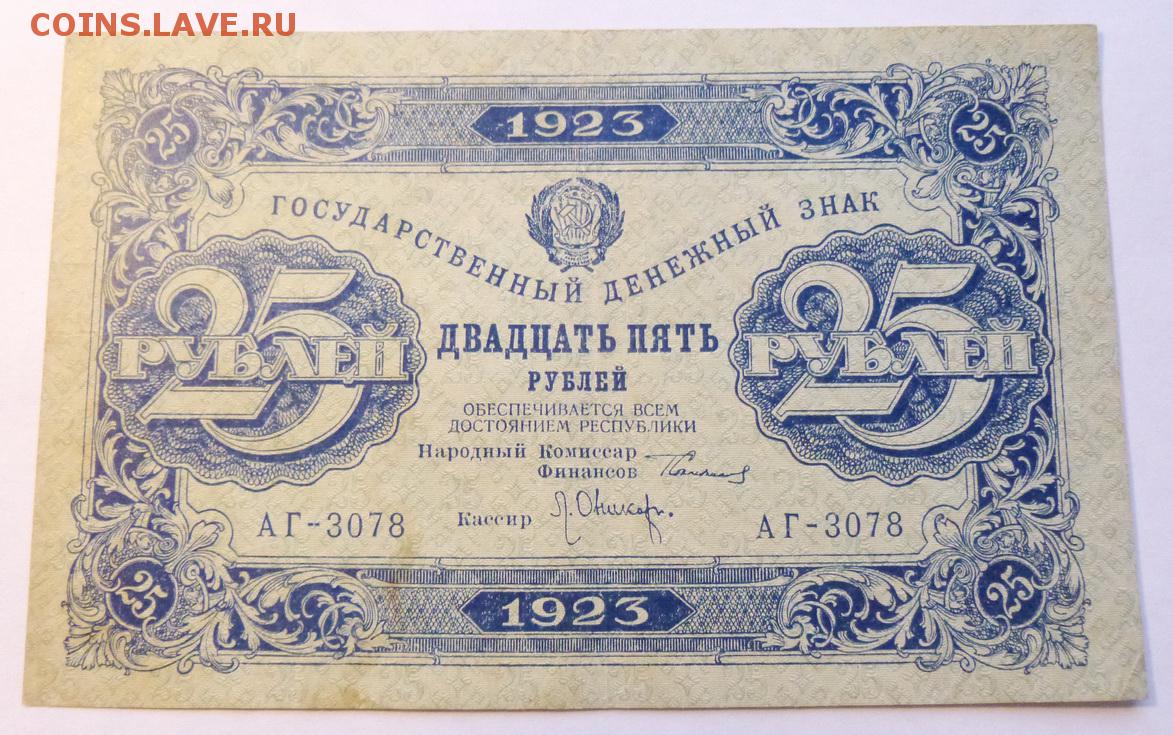 COINS.LAVE.RU
1923
25 25
ГОСУДАРСТВЕННЫЙ ДЕНЕЖНЫЙ ЗНАК
25 РУБЛЕЙ
ДВАДЦАТЬ ПЯТЬ
РУБЛЕЙ
25 РУБЛЕЙ
ОБЕСПЕЧИВАЕТСЯ ВСЕМ
ДОСТОЯНИЕМ РЕСПУБЛИКИ
Народный Комиссар
Финансов
Кассир Л. Оникер.
АГ-3078 АГ-3078
25 25
1923